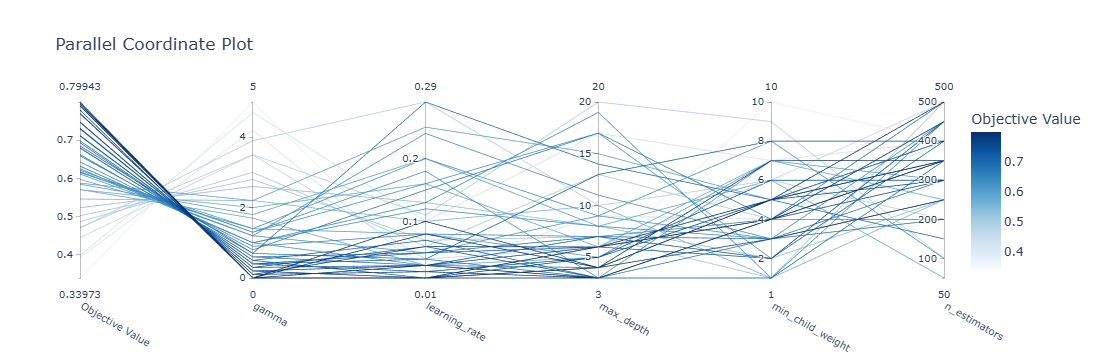 Parallel Coordinate Plot
0.79943 5 0.29 20 10 500
Objective Value
0.7
0.6
0.5
0.4
4
2
0
0.2
0.1
20
15
10
5
10
8
6
4
2
500
400
300
200
100
0.7
0.6
0.5
0.4
0.33973 0 0.01 3 1 50
Objective Value
gamma
learning_rate
max_depth
min_child_weight
n_estimators